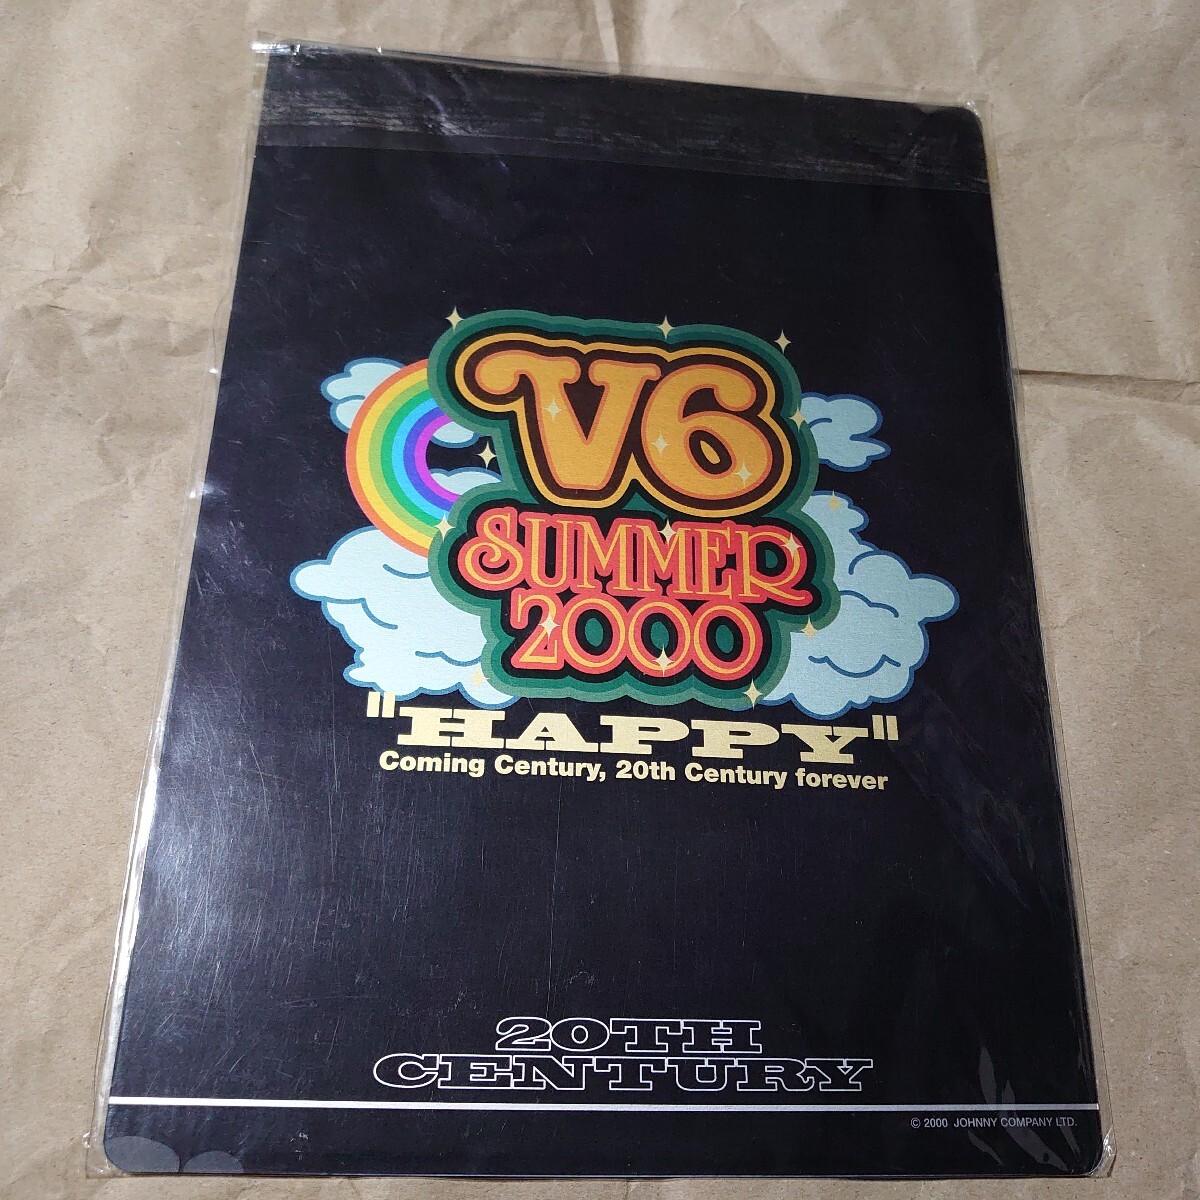 V6
SUMMER
2000
"HAPPY"
Coming Century, 20th Century forever
20TH
CENTURY
© 2000 JOHNNY COMPANY LTD.